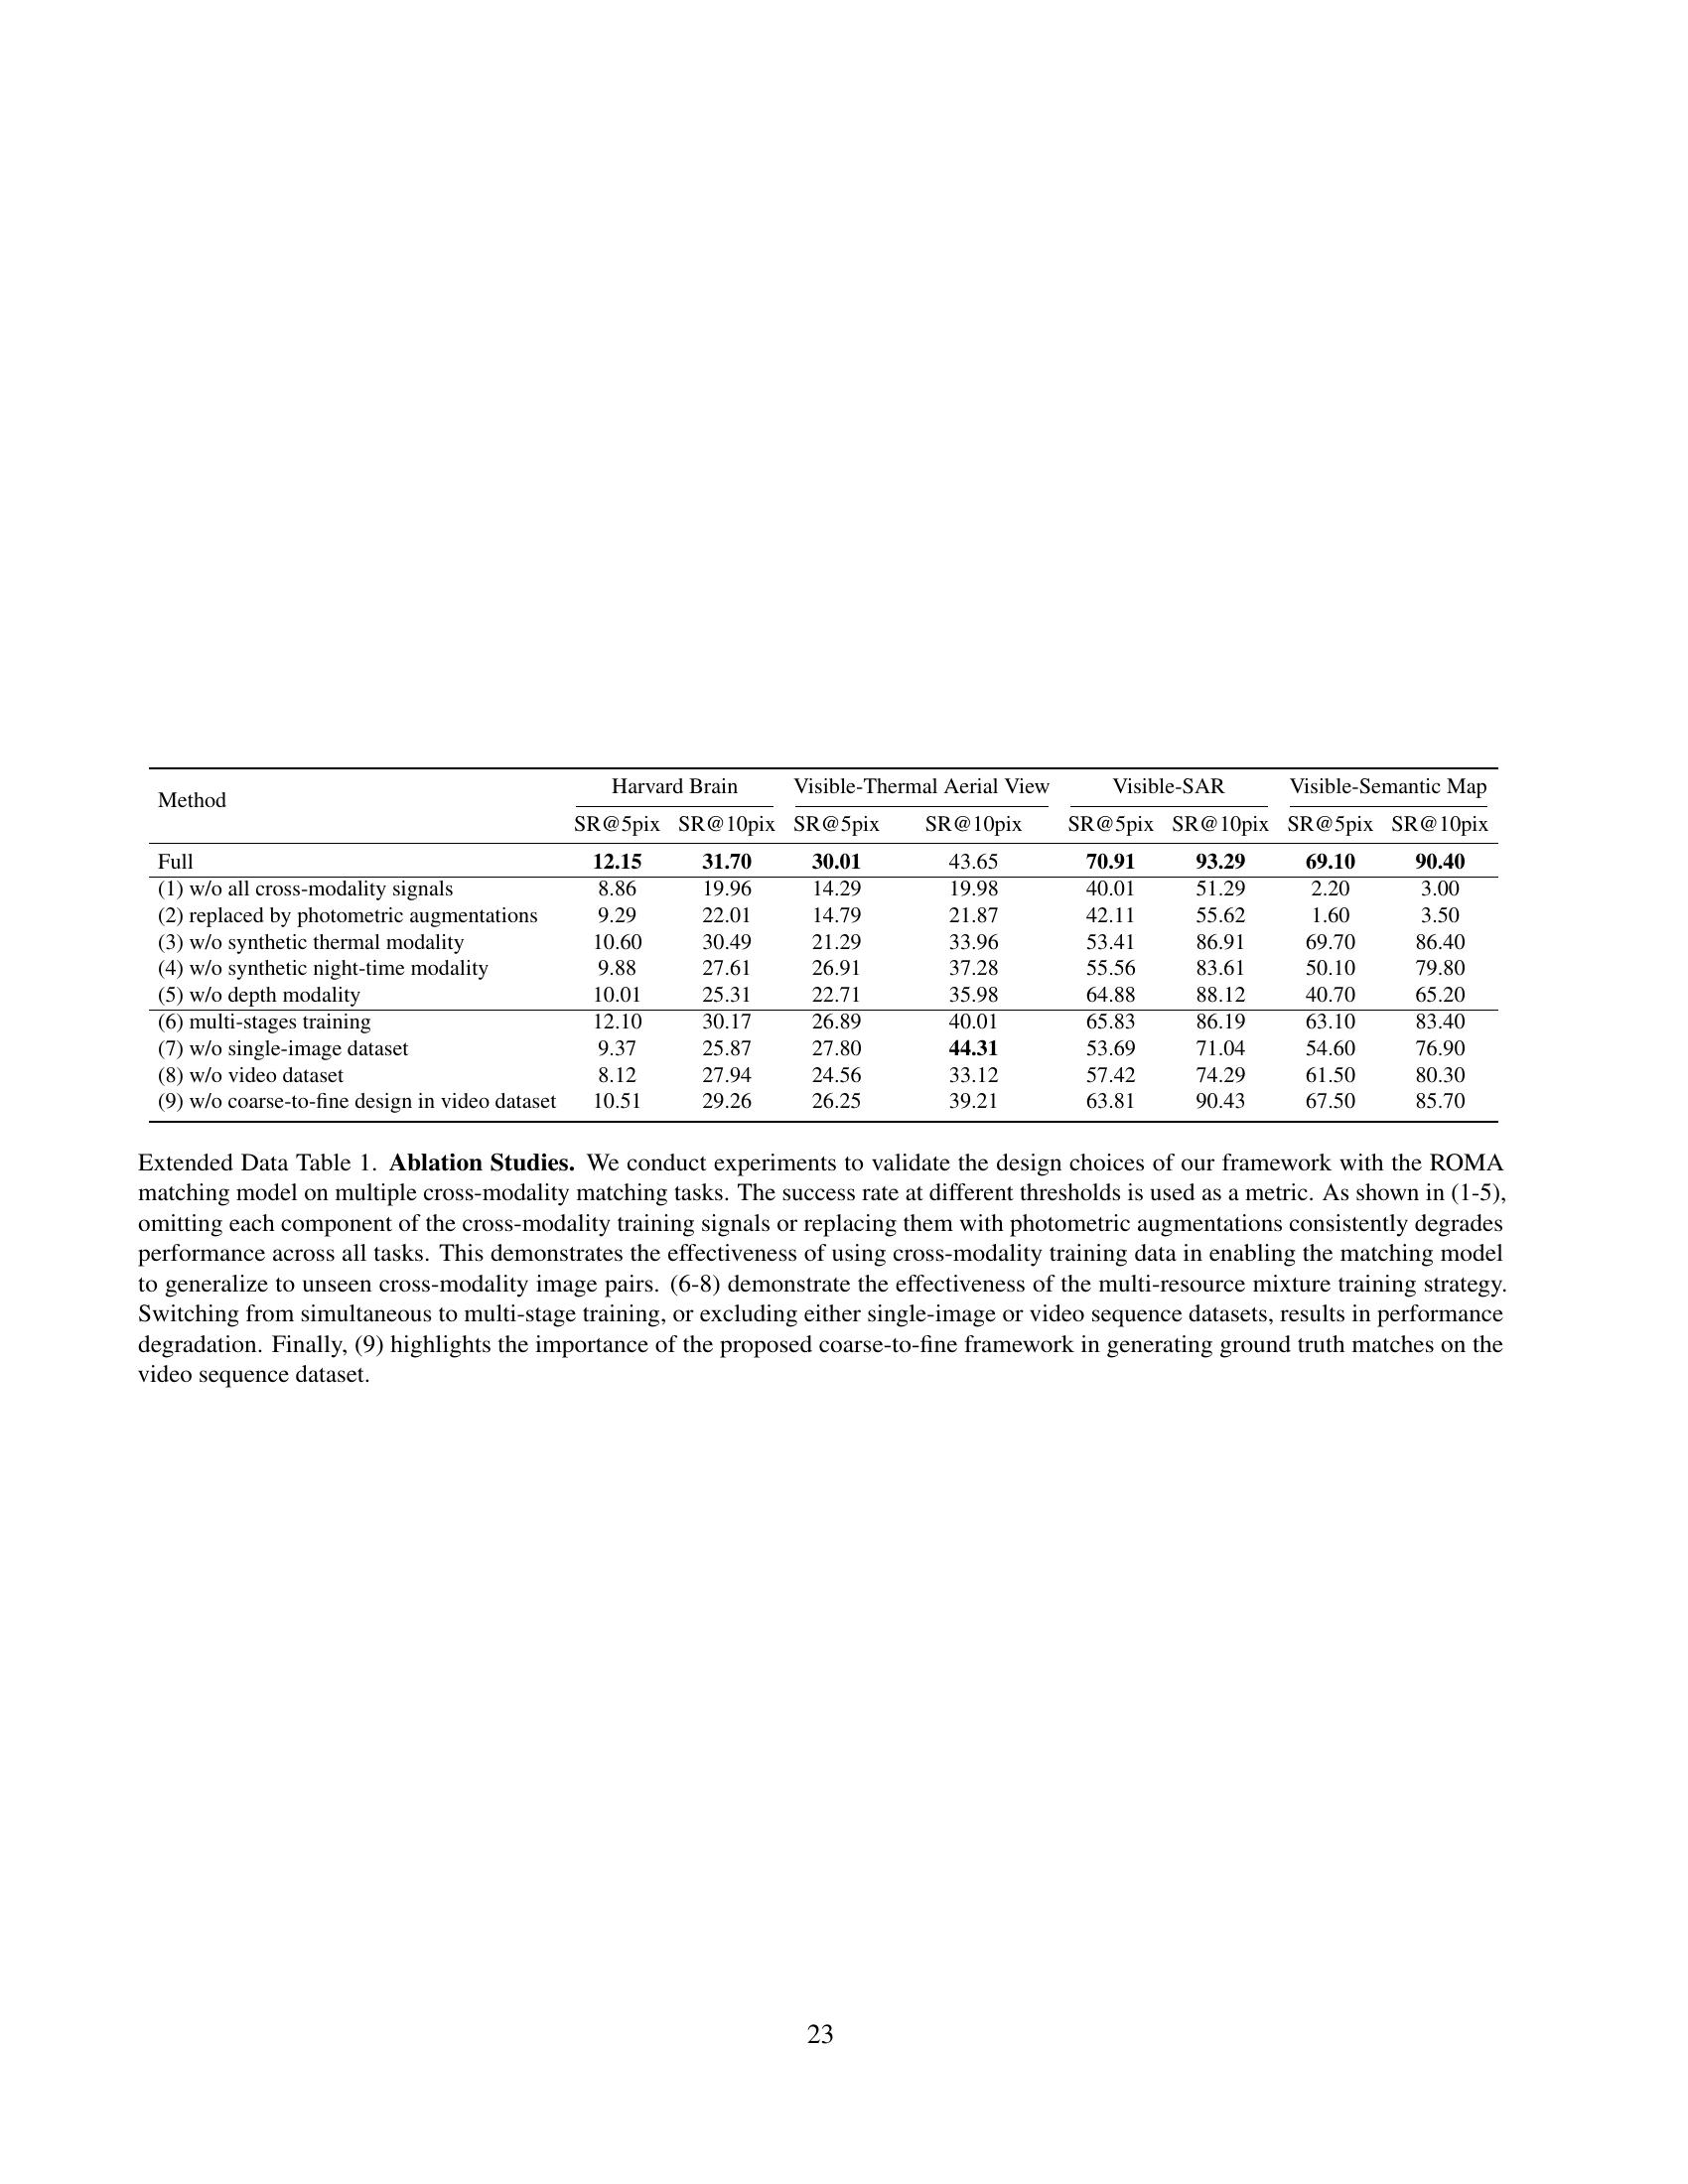 Method Harvard Brain Visible-Thermal Aerial View Visible-SAR Visible-Semantic Map
SR@5pix SR@10pix SR@5pix SR@10pix SR@5pix SR@10pix SR@5pix SR@10pix
Full 12.15 31.70 30.01 43.65 70.91 93.29 69.10 90.40
(1) w/o all cross-modality signals 8.86 19.96 14.29 19.98 40.01 51.29 2.20 3.00
(2) replaced by photometric augmentations 9.29 22.01 14.79 21.87 42.11 55.62 1.60 3.50
(3) w/o synthetic thermal modality 10.60 30.49 21.29 33.96 53.41 86.91 69.70 86.40
(4) w/o synthetic night-time modality 9.88 27.61 26.91 37.28 55.56 83.61 50.10 79.80
(5) w/o depth modality 10.01 25.31 22.71 35.98 64.88 88.12 40.70 65.20
(6) multi-stages training 12.10 30.17 26.89 40.01 65.83 86.19 63.10 83.40
(7) w/o single-image dataset 9.37 25.87 27.80 44.31 53.69 71.04 54.60 76.90
(8) w/o video dataset 8.12 27.94 24.56 33.12 57.42 74.29 61.50 80.30
(9) w/o coarse-to-fine design in video dataset 10.51 29.26 26.25 39.21 63.81 90.43 67.50 85.70
Extended Data Table 1. Ablation Studies. We conduct experiments to validate the design choices of our framework with the ROMA
matching model on multiple cross-modality matching tasks. The success rate at different thresholds is used as a metric. As shown in (1-5),
omitting each component of the cross-modality training signals or replacing them with photometric augmentations consistently degrades
performance across all tasks. This demonstrates the effectiveness of using cross-modality training data in enabling the matching model
to generalize to unseen cross-modality image pairs. (6-8) demonstrate the effectiveness of the multi-resource mixture training strategy.
Switching from simultaneous to multi-stage training, or excluding either single-image or video sequence datasets, results in performance
degradation. Finally, (9) highlights the importance of the proposed coarse-to-fine framework in generating ground truth matches on the
video sequence dataset.
23